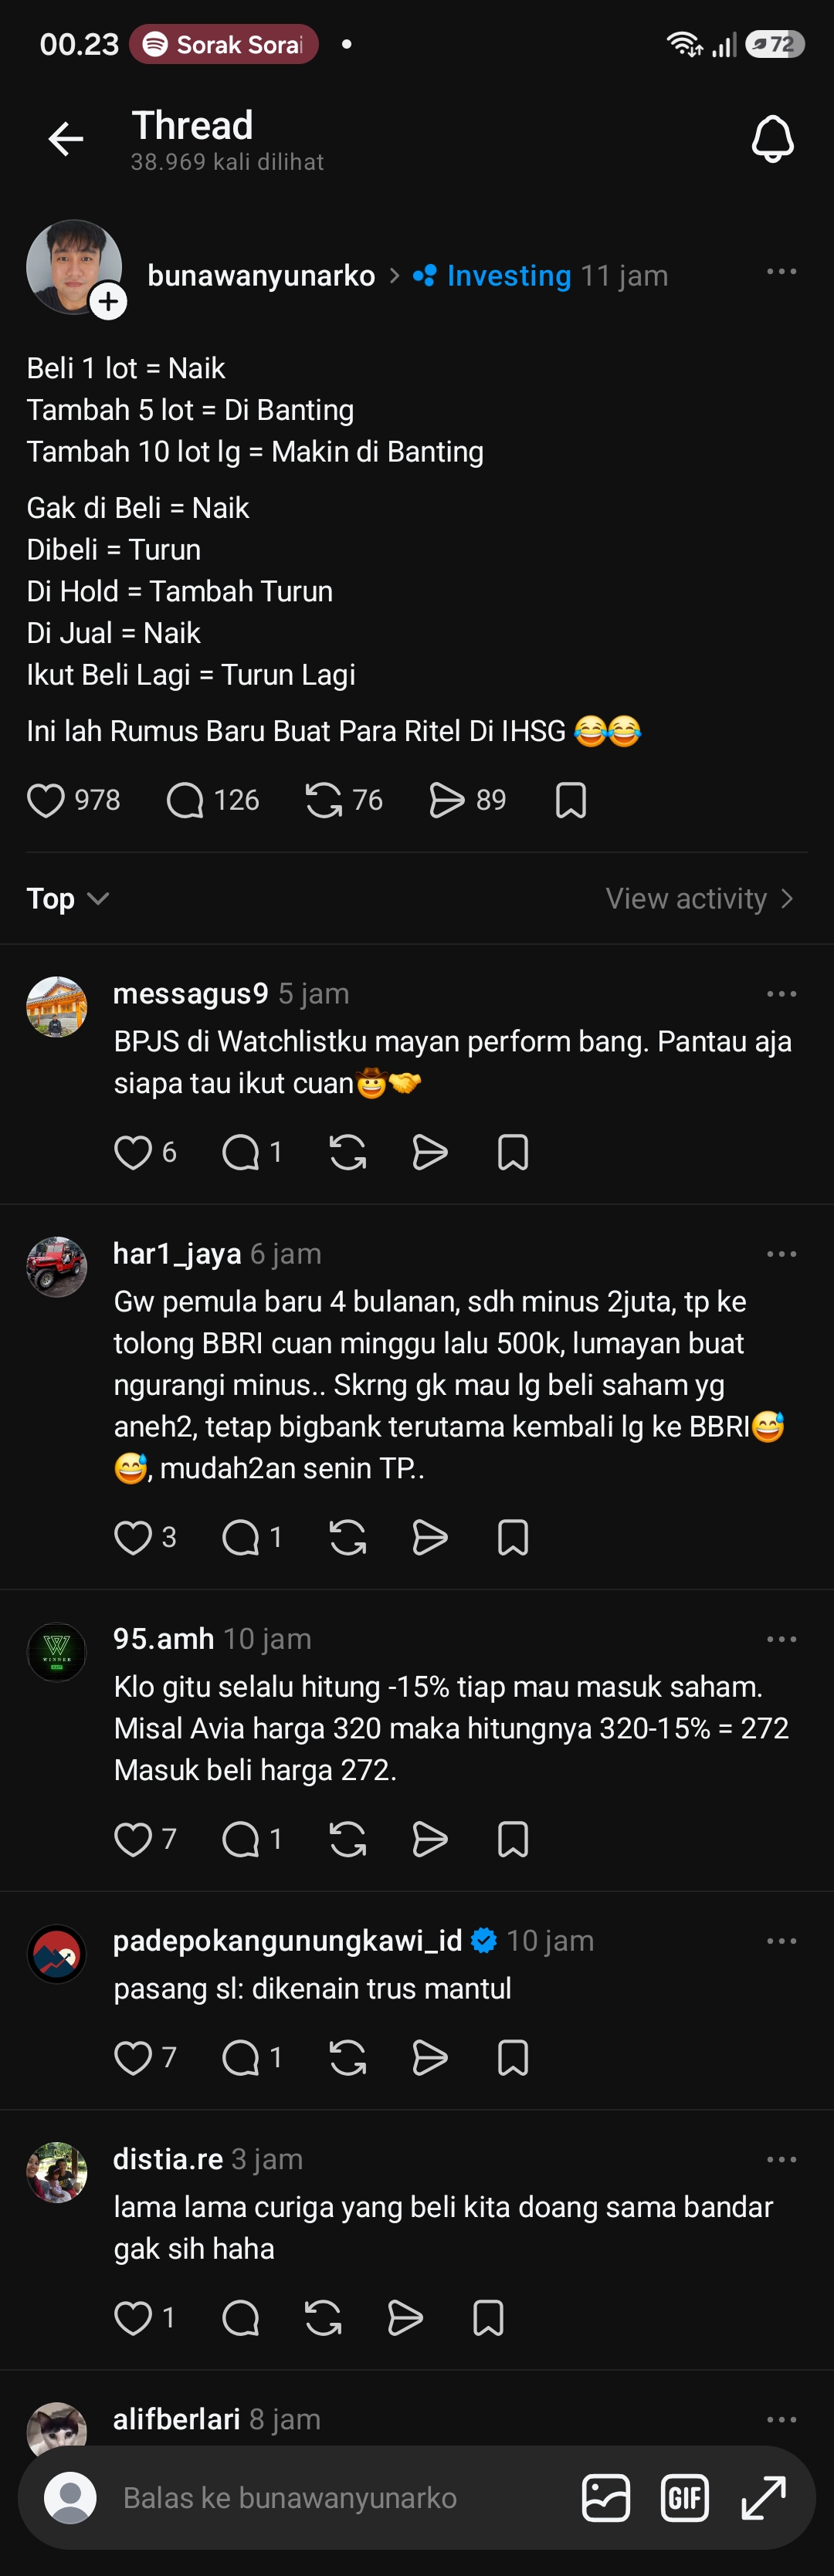 00.23 Sorak Sorai 72
Thread
38.969 kali dilihat
bunawanyunarko > Investing 11 jam
Beli 1 lot = Naik
Tambah 5 lot = Di Banting
Tambah 10 lot lg = Makin di Banting
Gak di Beli = Naik
Dibeli = Turun
Di Hold = Tambah Turun
Di Jual = Naik
Ikut Beli Lagi = Turun Lagi
Ini lah Rumus Baru Buat Para Ritel Di IHSG 😂😂
978 126 76 89
Top View activity >
messagus9 5 jam
BPJS di Watchlistku mayan perform bang. Pantau aja
siapa tau ikut cuan🤠🤝
6 1
har1_jaya 6 jam
Gw pemula baru 4 bulanan, sdh minus 2juta, tp ke
tolong BBRI cuan minggu lalu 500k, lumayan buat
ngurangi minus.. Skrng gk mau lg beli saham yg
aneh2, tetap bigbank terutama kembali lg ke BBRI😅
😅, mudah2an senin TP..
3 1
WINNER
95.amh 10 jam
Klo gitu selalu hitung -15% tiap mau masuk saham.
Misal Avia harga 320 maka hitungnya 320-15% = 272
Masuk beli harga 272.
7 1
padepokangunungkawi_id 10 jam
pasang sl: dikenain trus mantul
7 1
distia.re 3 jam
lama lama curiga yang beli kita doang sama bandar
gak sih haha
1
alifberlari 8 jam
Balas ke bunawanyunarko GIF